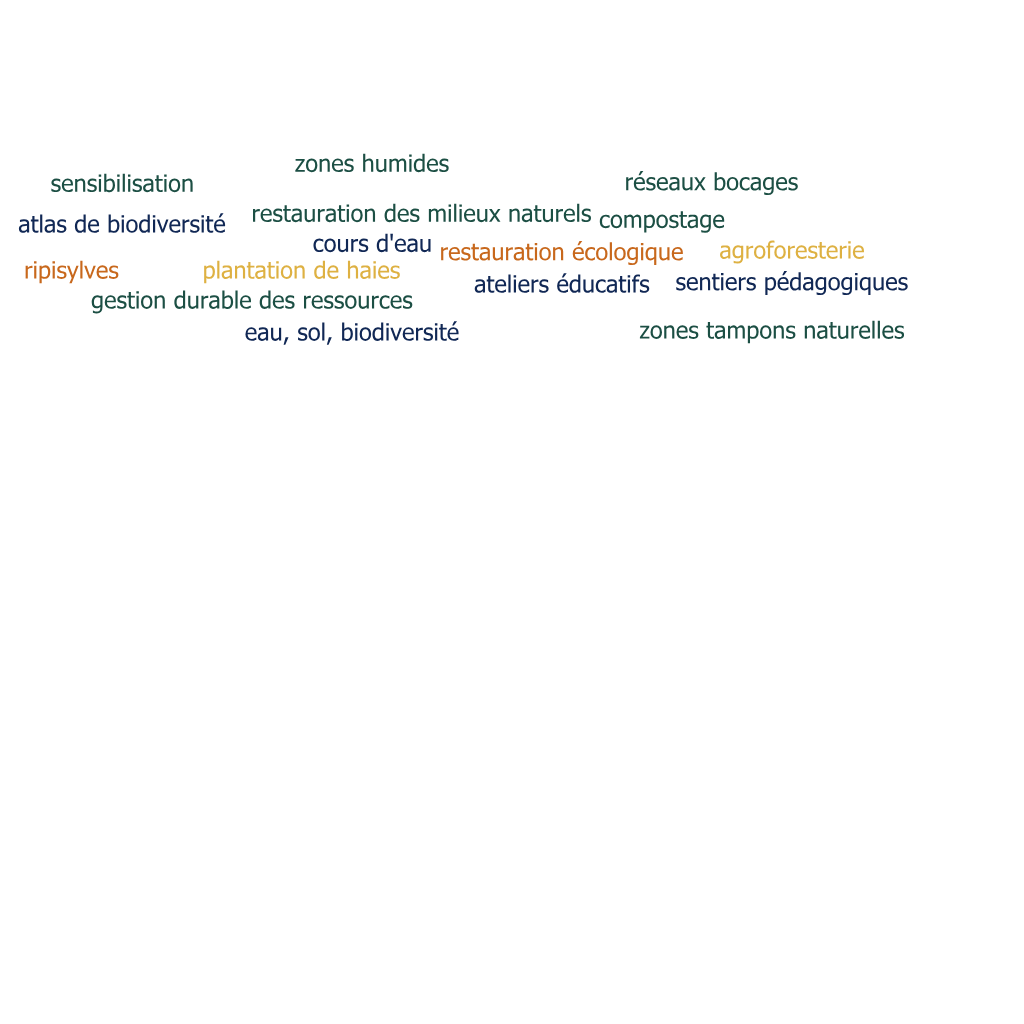 zones humides
sensibilisation
réseaux bocages
restauration des milieux naturels
compostage
atlas de biodiversité
cours d'eau
restauration écologique
agroforesterie
ripisylves
plantation de haies
ateliers éducatifs
sentiers pédagogiques
gestion durable des ressources
eau, sol, biodiversité
zones tampons naturelles